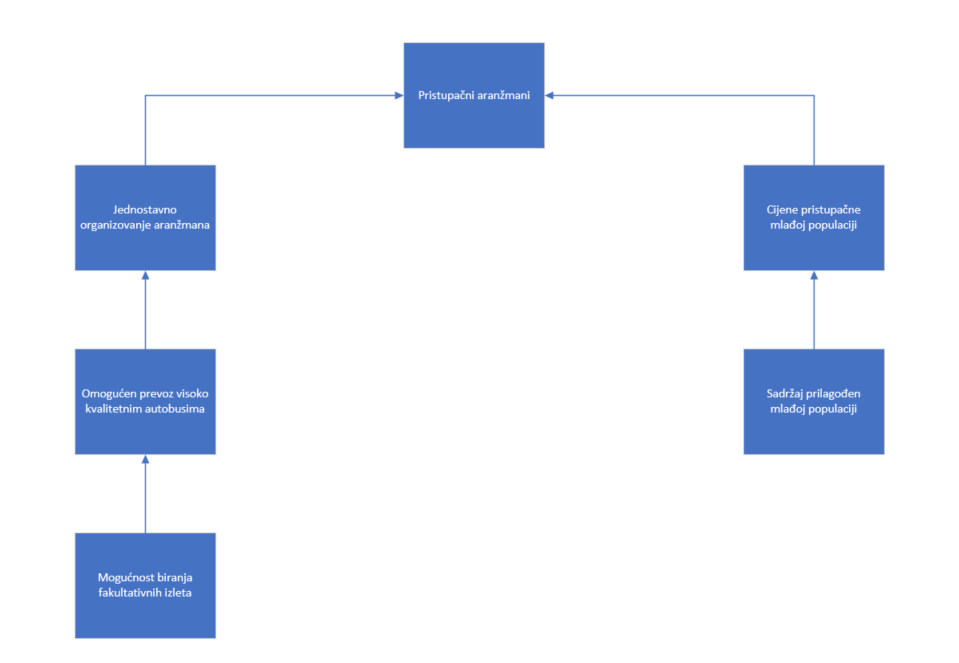 Pristupačni aranžmani
Jednostavno
organizovanje aranžmana
Cijene pristupačne
mlađoj populaciji
Omogućen prevoz visoko
kvalitetnim autobusima
Sadržaj prilagođen
mlađoj populaciji
Mogućnost biranja
fakultativnih izleta